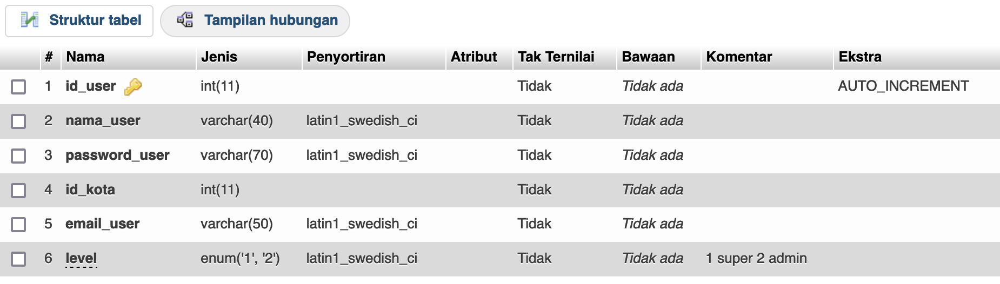 Struktur tabel Tampilan hubungan
# Nama Jenis Penyortiran Atribut Tak Ternilai Bawaan Komentar Ekstra
1 id_user int(11) Tidak Tidak ada AUTO_INCREMENT
2 nama_user varchar(40) latin1_swedish_ci Tidak Tidak ada
3 password_user varchar(70) latin1_swedish_ci Tidak Tidak ada
4 id_kota int(11) Tidak Tidak ada
5 email_user varchar(50) latin1_swedish_ci Tidak Tidak ada
6 level enum('1', '2') latin1_swedish_ci Tidak Tidak ada 1 super 2 admin